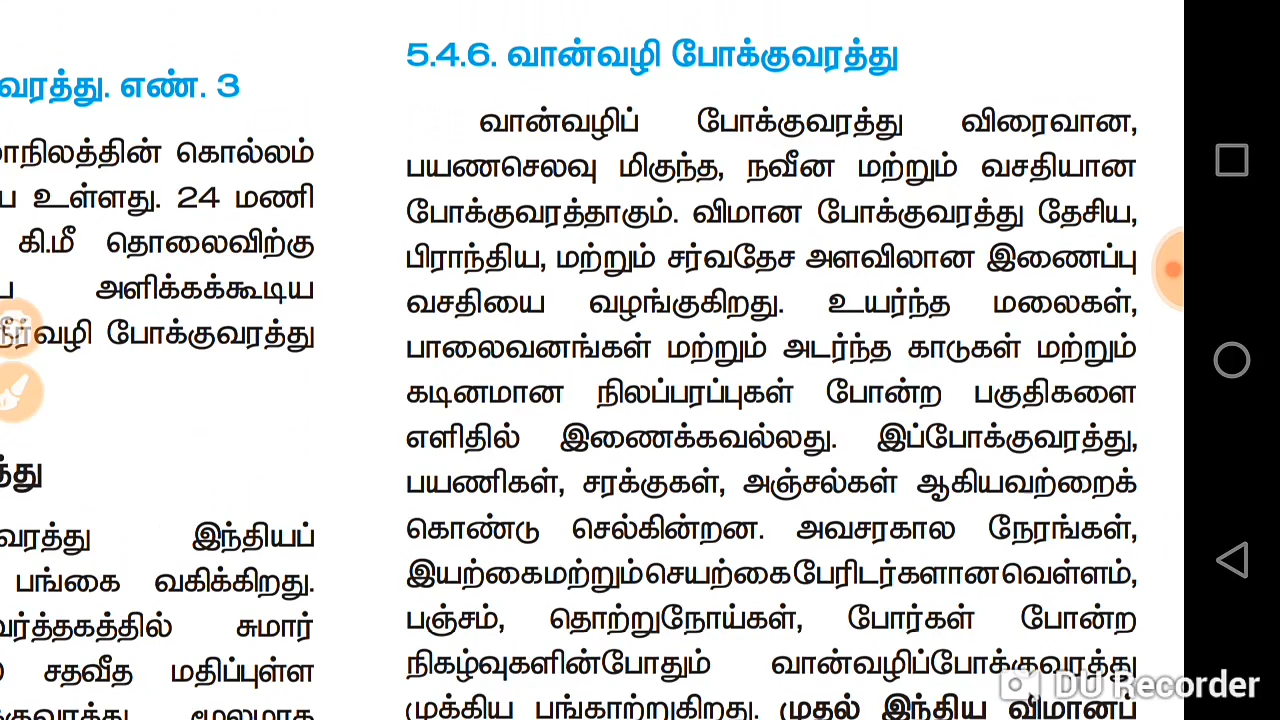 வரத்து. எண். 3
மாநிலத்தின் கொல்லம்
உள்ளது. 24 மணி
கி.மீ தொலைவிற்கு
அளிக்கக்கூடிய
நீர்வழி போக்குவரத்து
த்து
வரத்து இந்தியப்
பங்கை வகிக்கிறது.
வர்த்தகத்தில் சுமார்
சதவீத மதிப்புள்ள
5.4.6. வான்வழி போக்குவரத்து
வான்வழிப் போக்குவரத்து விரைவான,
பயணசெலவு மிகுந்த, நவீன மற்றும் வசதியான
போக்குவரத்தாகும். விமான போக்குவரத்து தேசிய,
பிராந்திய, மற்றும் சர்வதேச அளவிலான இணைப்பு
வசதியை வழங்குகிறது. உயர்ந்த மலைகள்,
பாலைவனங்கள் மற்றும் அடர்ந்த காடுகள் மற்றும்
கடினமான நிலப்பரப்புகள் போன்ற பகுதிகளை
எளிதில் இணைக்கவல்லது. இப்போக்குவரத்து,
பயணிகள், சரக்குகள், அஞ்சல்கள் ஆகியவற்றைக்
கொண்டு செல்கின்றன. அவசரகால நேரங்கள்,
இயற்கைமற்றும்செயற்கைபேரிடர்களானவெள்ளம்,
பஞ்சம், தொற்றுநோய்கள், போர்கள் போன்ற
நிகழ்வுகளின்போதும் வான்வழிப்போக்குவரத்து
முக்கிய பங்காற்றுகிறது. முதல் இந்திய விமானப்
DU Recorder